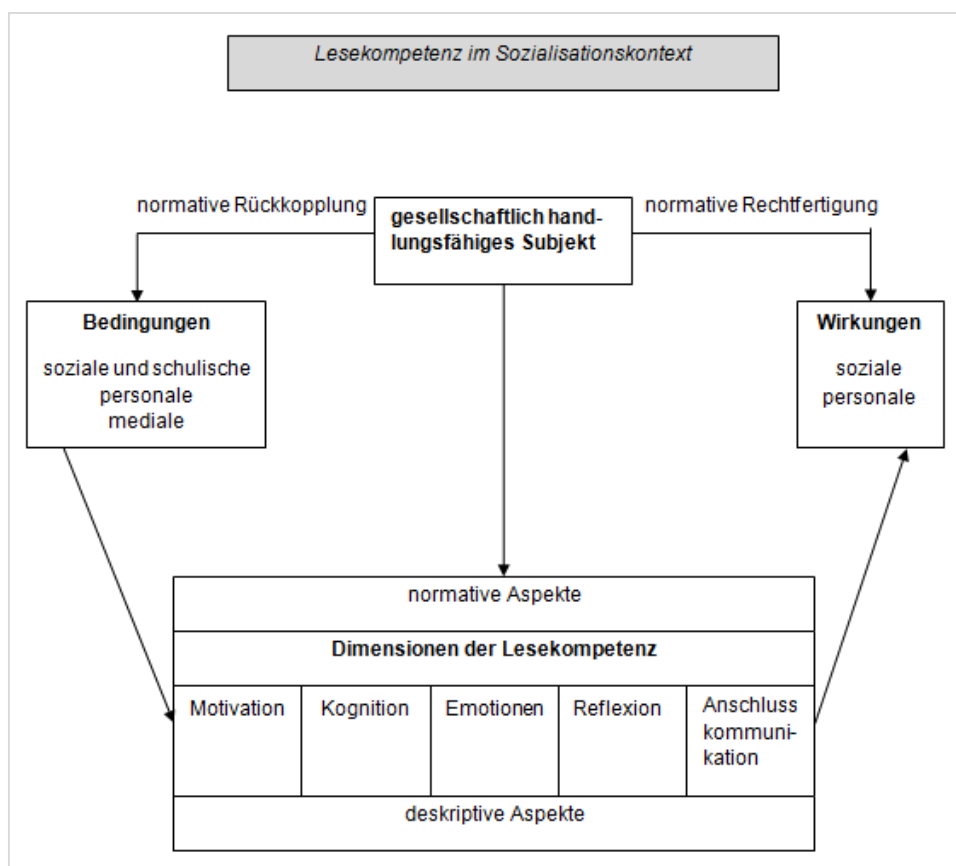 Lesekompetenz im Sozialisationskontext
normative Rückkopplung
gesellschaftlich hand-
lungsfähiges Subjekt
normative Rechtfertigung
Bedingungen
soziale und schulische
personale
mediale
Wirkungen
soziale
personale
normative Aspekte
Dimensionen der Lesekompetenz
Motivation
Kognition
Emotionen
Reflexion
Anschluss
kommuni-
kation
deskriptive Aspekte